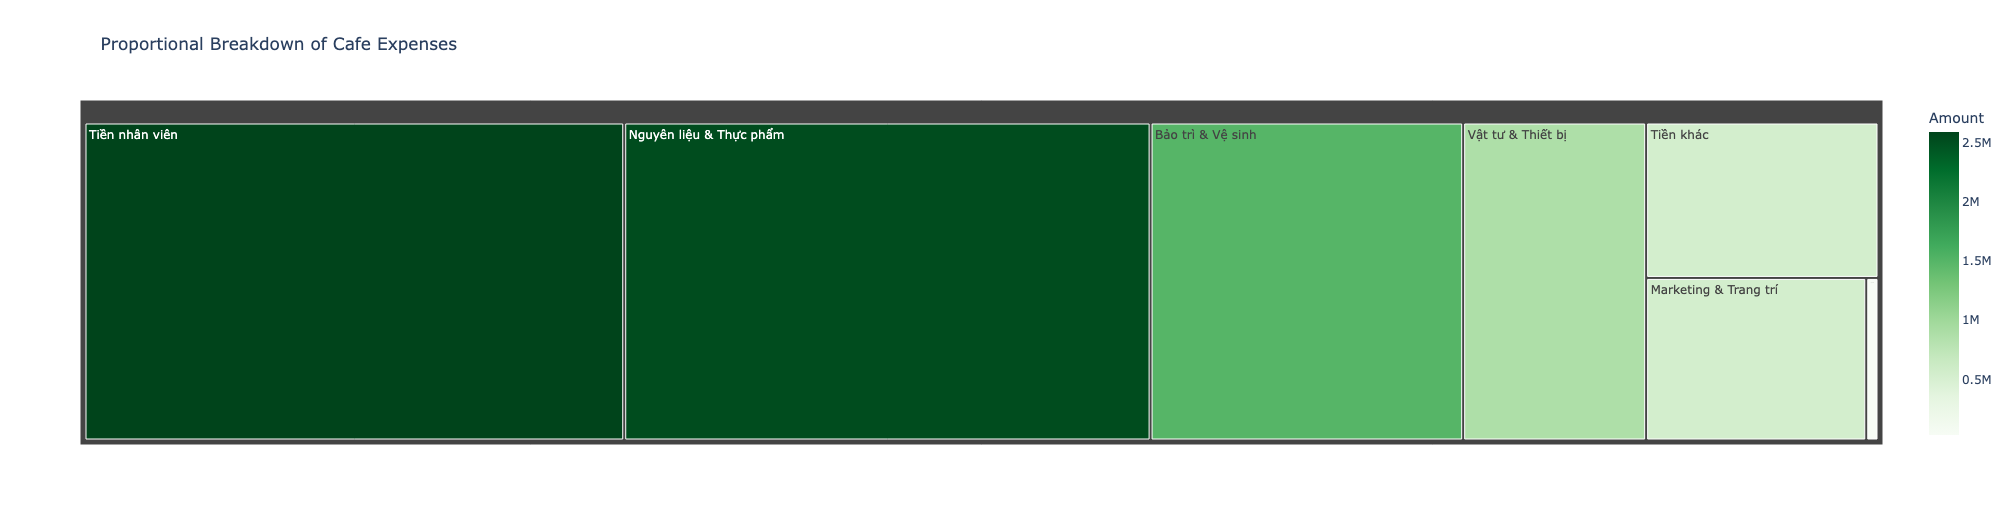 Proportional Breakdown of Cafe Expenses
Tiền nhân viên
Nguyên liệu & Thực phẩm
Bảo trì & Vệ sinh
Vật tư & Thiết bị
Tiền khác
Marketing & Trang trí
Amount
2.5M
2M
1.5M
1M
0.5M